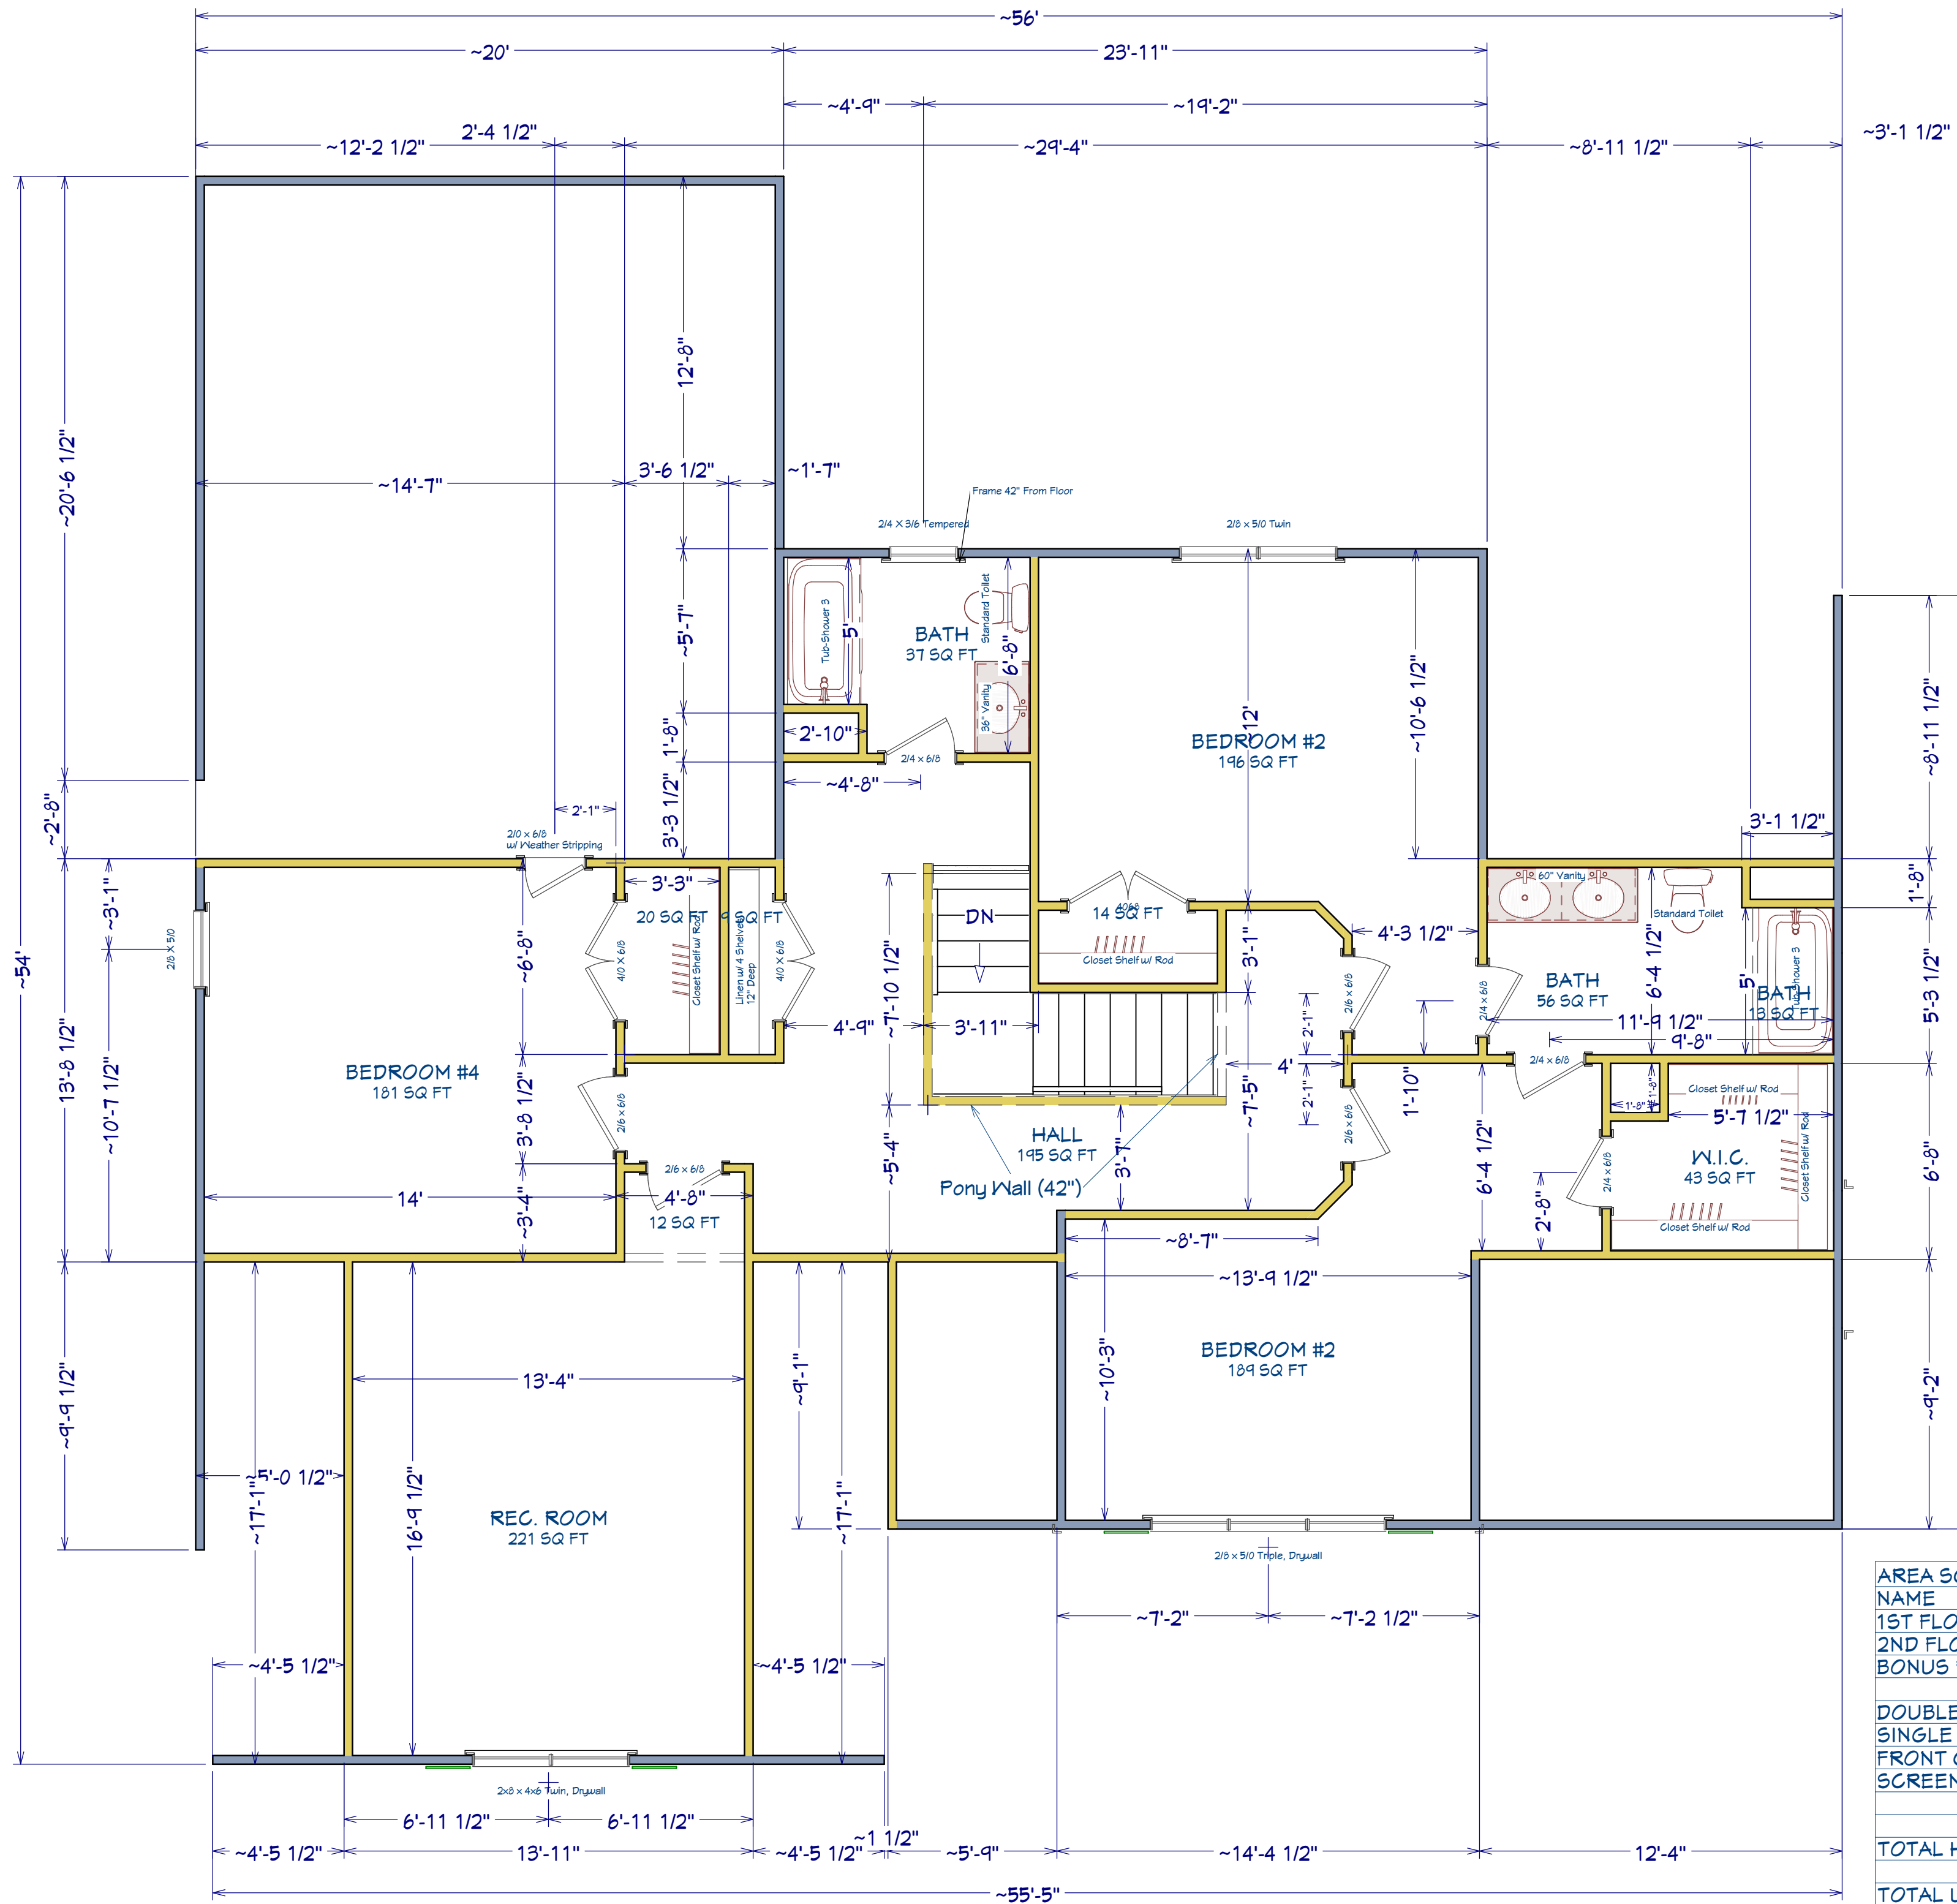 ~56'
~20'
23'-11"
~4'-9"
~19'-2"
~12'-2 1/2"
2'-4 1/2"
~29'-4"
~8'-11 1/2"
~3'-1 1/2"
12'-8"
~20'-6 1/2"
~14'-7"
3'-6 1/2"
~1'-7"
Frame 42" From Floor
2/4 X 3/6 Tempered
2/8 x 5/0 Twin
~5'-7"
Tub-Shower 3
5'
BATH
37 SQ FT
Standard Toilet
6'-8"
36" Vanity
1'-8"
2'-10"
2/4 x 6/8
~4'-8"
3'-3 1/2"
~12'
~10'-6 1/2"
BEDROOM #2
196 SQ FT
~8'-11 1/2"
~2'-8"
2'-1"
2/0 x 6/8
w/ Weather Stripping
3'-1 1/2"
1'-8"
~3'-1"
2/8 X 5/0
~54'
13'-8 1/2"
~10'-7 1/2"
~6'-8"
3'-3"
20 SQ FT
9 SQ FT
4/0 X 6/8
Closet Shelf w/ Rod
Linen w/ 4 Shelves
12" Deep
4/0 X 6/8
DN
~7'-10 1/2"
4'-9"
3'-11"
4068
14 SQ FT
Closet Shelf w/ Rod
3'-1"
4'-3 1/2"
2/6 x 6/8
2/4 x 6/8
60" Vanity
Standard Toilet
BATH
56 SQ FT
6'-4 1/2"
5'
BATH
13 SQ FT
Tub-Shower 3
11'-9 1/2"
9'-8"
5'-3 1/2"
2'-1"
4'
2'-1"
~7'-5"
1'-10"
2/4 x 6/8
BEDROOM #4
181 SQ FT
3'-8 1/2"
2/6 x 6/8
2/6 x 6/8
14'
4'-8"
12 SQ FT
~3'-4"
~5'-4"
HALL
195 SQ FT
3'-7"
Pony Wall (42")
2/6 x 6/8
6'-4 1/2"
1'-8"
1'-8"
Closet Shelf w/ Rod
5'-7 1/2"
W.I.C.
43 SQ FT
Closet Shelf w/ Rod
2/4 x 6/8
2'-8"
Closet Shelf w/ Rod
6'-8"
~8'-7"
~13'-9 1/2"
~9'-9 1/2"
~5'-0 1/2"
~17'-1"
13'-4"
16'-9 1/2"
REC. ROOM
221 SQ FT
~9'-1"
~17'-1"
~10'-3"
BEDROOM #2
189 SQ FT
~9'-2"
2/8 x 5/0 Triple, Drywall
~7'-2"
~7'-2 1/2"
~4'-5 1/2"
~4'-5 1/2"
2x8 x 4x6 Twin, Drywall
6'-11 1/2"
6'-11 1/2"
~4'-5 1/2"
13'-11"
~4'-5 1/2"
~1 1/2"
~5'-9"
~14'-4 1/2"
12'-4"
~55'-5"
AREA SC
NAME
1ST FLO
2ND FLO
BONUS
DOUBLE
SINGLE
FRONT
SCREEN
TOTAL H
TOTAL U